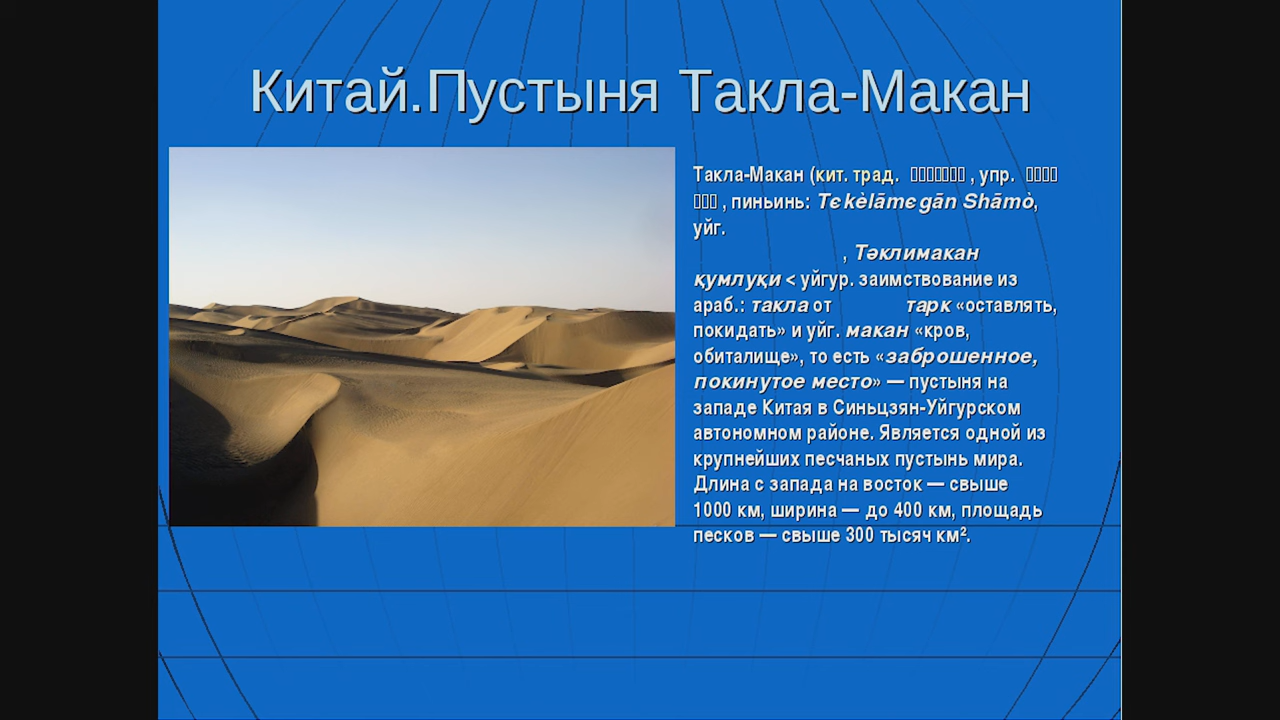 Китай.Пустыня Такла-Макан
Такла-Макан (кит. трад. ▯▯▯▯▯▯▯ , упр. ▯▯▯▯
▯▯▯ , пиньинь: Tɛkèlāmɛgān Shāmò,
уйг.
, Тәклимакан
қумлуқи < уйгур. заимствование из
араб.: такла от тарк «оставлять,
покидать» и уйг. макан «кров,
обиталище», то есть «заброшенное,
покинутое место» — пустыня на
западе Китая в Синьцзян-Уйгурском
автономном районе. Является одной из
крупнейших песчаных пустынь мира.
Длина с запада на восток — свыше
1000 км, ширина — до 400 км, площадь
песков — свыше 300 тысяч км².